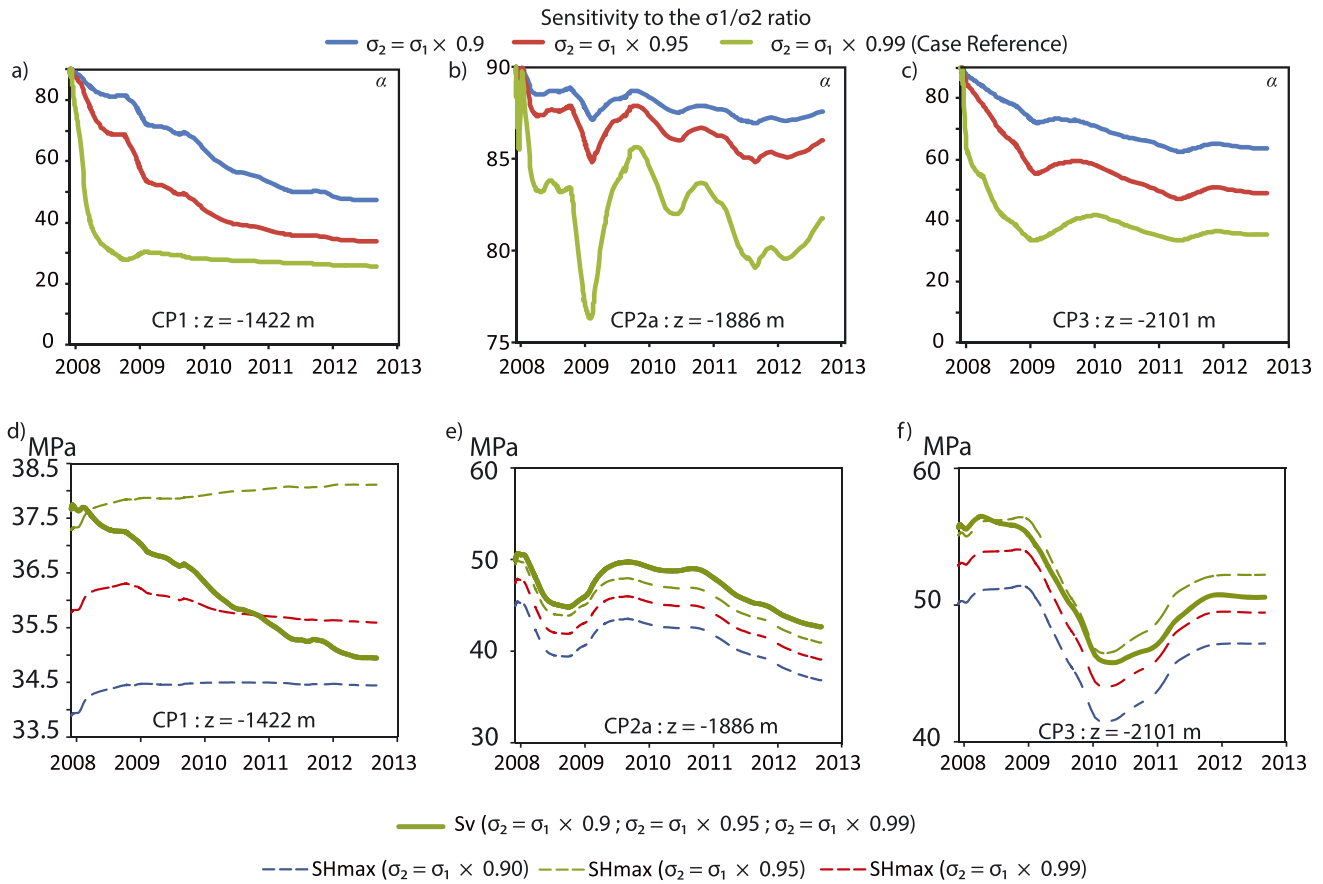 Sensitivity to the σ1/σ2 ratio
σ₂ = σ₁ × 0.9 σ₂ = σ₁ × 0.95 σ₂ = σ₁ × 0.99 (Case Reference)
a)
α
80
60
40
20
0
CP1 : z = -1422 m
2008 2009 2010 2011 2012 2013
b)
α
90
85
80
75
CP2a : z = -1886 m
2008 2009 2010 2011 2012 2013
c)
α
80
60
40
20
0
CP3 : z = -2101 m
2008 2009 2010 2011 2012 2013
d)
MPa
38.5
37.5
36.5
35.5
34.5
33.5
CP1 : z = -1422 m
2008 2009 2010 2011 2012 2013
e)
MPa
60
50
40
30
CP2a : z = -1886 m
2008 2009 2010 2011 2012 2013
f)
MPa
60
50
40
CP3 : z = -2101 m
2008 2009 2010 2011 2012 2013
Sv (σ₂ = σ₁ × 0.9 ; σ₂ = σ₁ × 0.95 ; σ₂ = σ₁ × 0.99)
SHmax (σ₂ = σ₁ × 0.90) SHmax (σ₂ = σ₁ × 0.95) SHmax (σ₂ = σ₁ × 0.99)